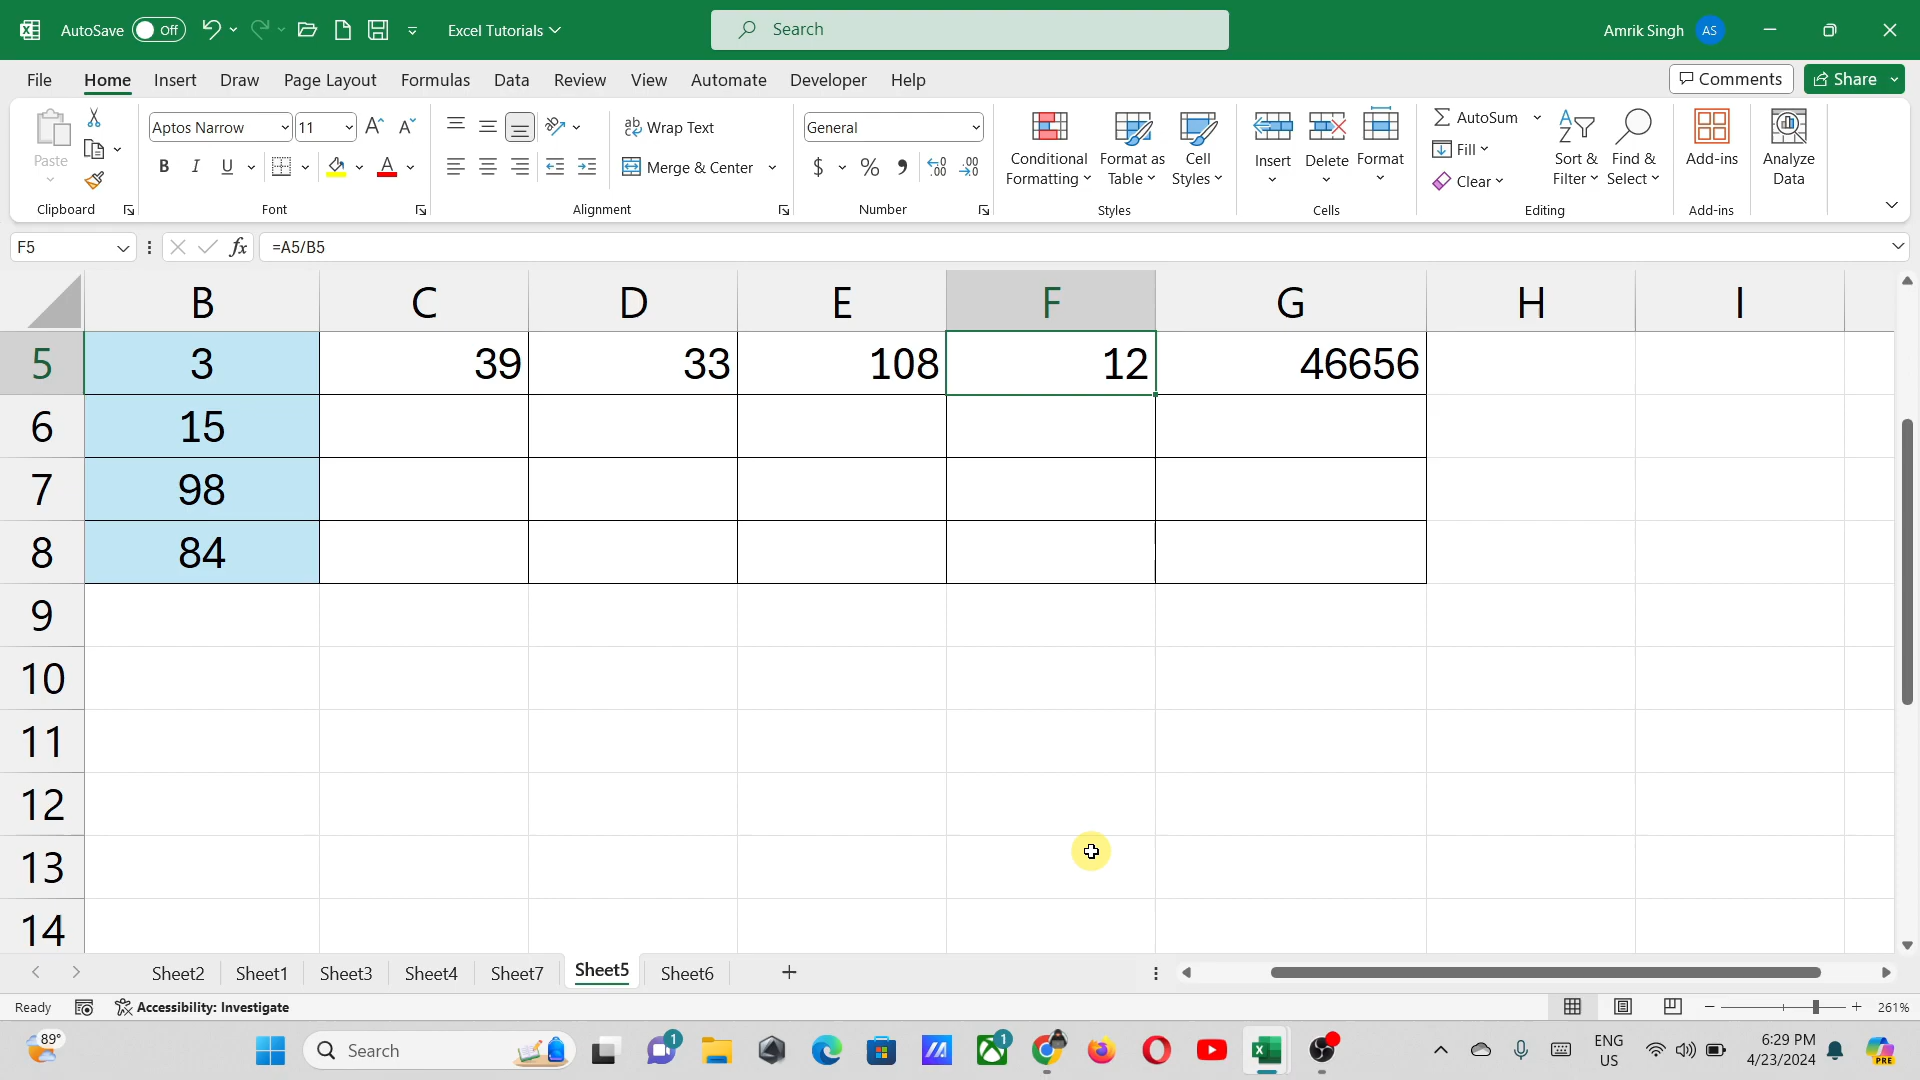 AutoSave Off Excel Tutorials Search Amrik Singh AS
File Home Insert Draw Page Layout Formulas Data Review View Automate Developer Help Comments Share
Paste Aptos Narrow 11 Wrap Text General Conditional Formatting Format as Table Cell Styles Insert Delete Format AutoSum Sort & Filter Find & Select Add-ins Analyze Data
B I U A Merge & Center $ % Fill Clear
Clipboard Font Alignment Number Styles Cells Editing Add-ins
F5 fx =A5/B5
B C D E F G H I
5 3 39 33 108 12 46656
6 15
7 98
8 84
9
10
11
12
13
14
Sheet2 Sheet1 Sheet3 Sheet4 Sheet7 Sheet5 Sheet6 +
Ready Accessibility: Investigate 261%
89° Search 1 1 ENG US 6:29 PM 4/23/2024 PRE